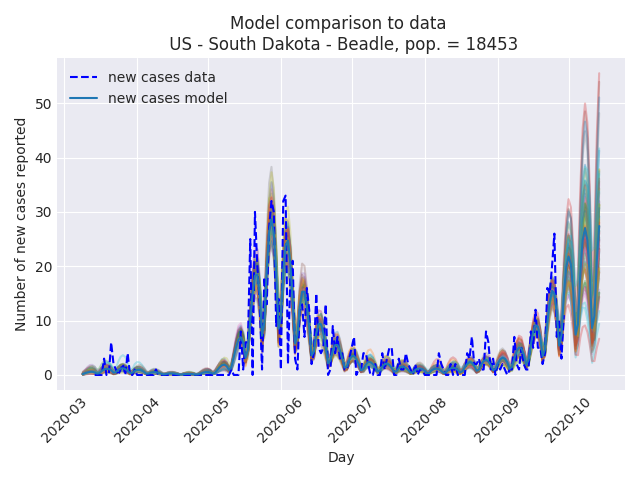 Model comparison to data
US - South Dakota - Beadle, pop. = 18453
new cases data
new cases model
Number of new cases reported
50
40
30
20
10
0
2020-03
2020-04
2020-05
2020-06
2020-07
2020-08
2020-09
2020-10
Day